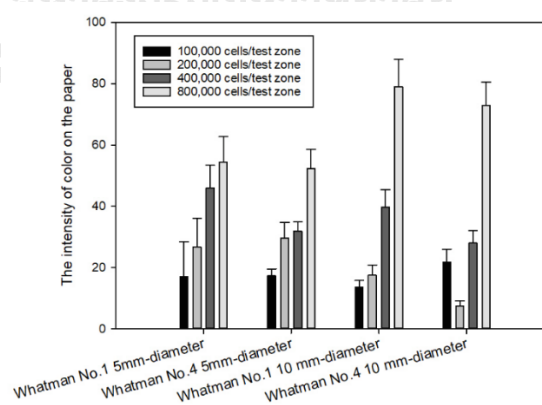 100
100,000 cells/test zone
200,000 cells/test zone
400,000 cells/test zone
800,000 cells/test zone
80
60
40
20
0
The intensity of color on the paper
Whatman No.1 5mm-diameter
Whatman No.4 5mm-diameter
Whatman No.1 10 mm-diameter
Whatman No.4 10 mm-diameter